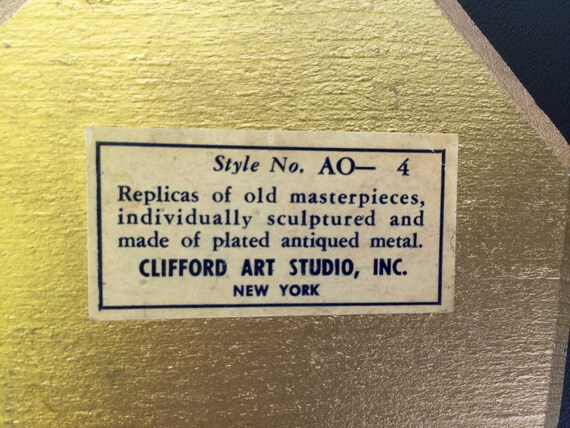 Style No. AO— 4
Replicas of old masterpieces,
individually sculptured and
made of plated antiqued metal.
CLIFFORD ART STUDIO, INC.
NEW YORK